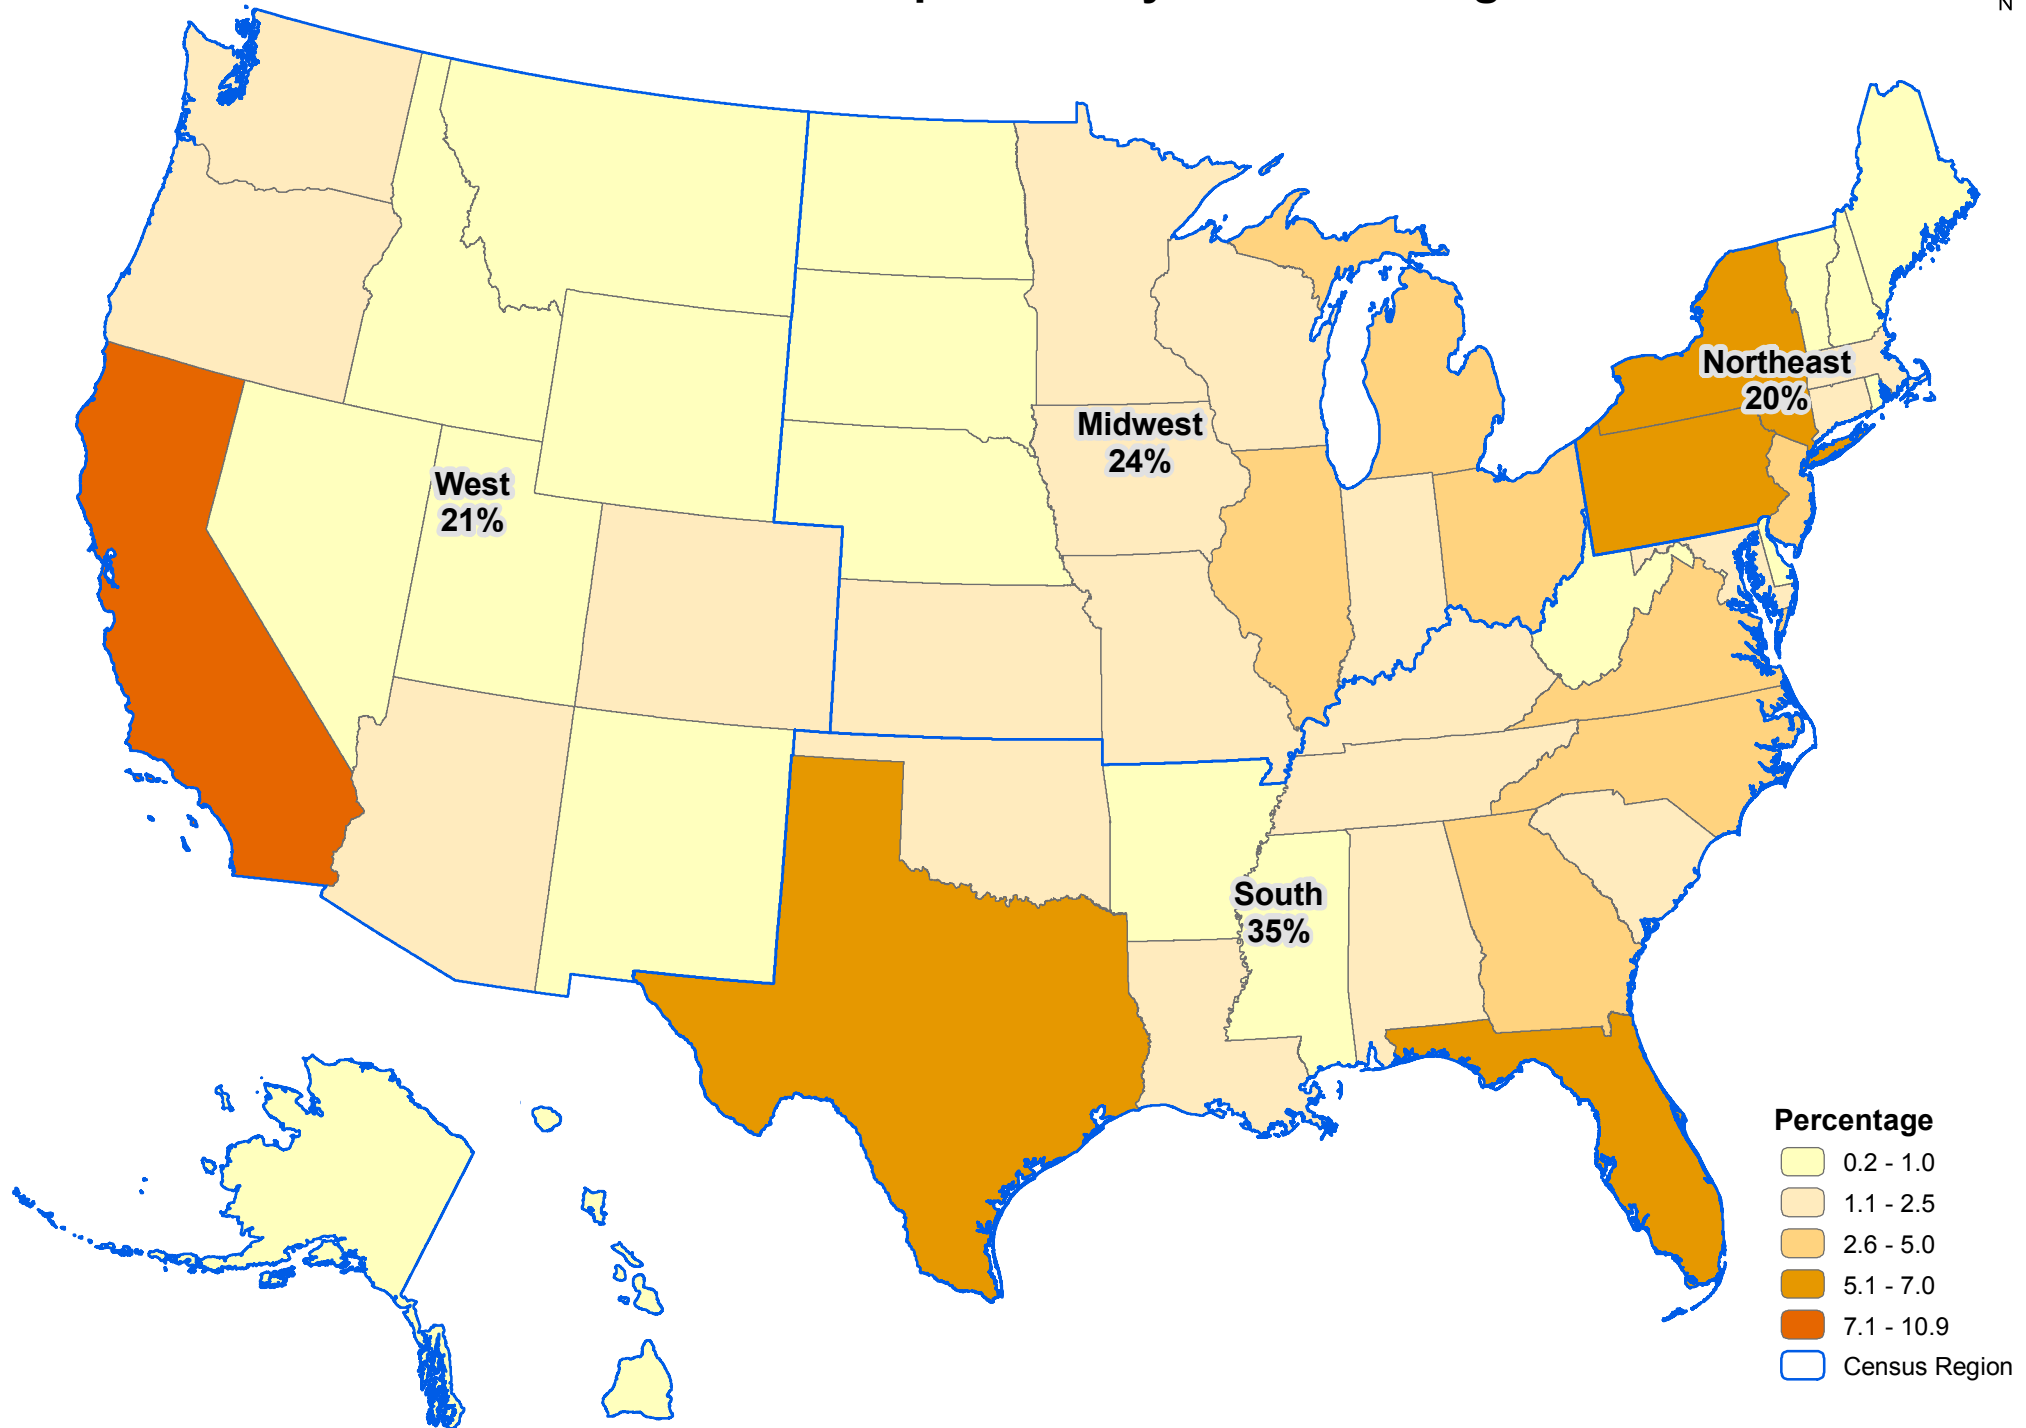 N
Northeast
20%
Midwest
24%
West
21%
South
35%
Percentage
0.2 - 1.0
1.1 - 2.5
2.6 - 5.0
5.1 - 7.0
7.1 - 10.9
Census Region